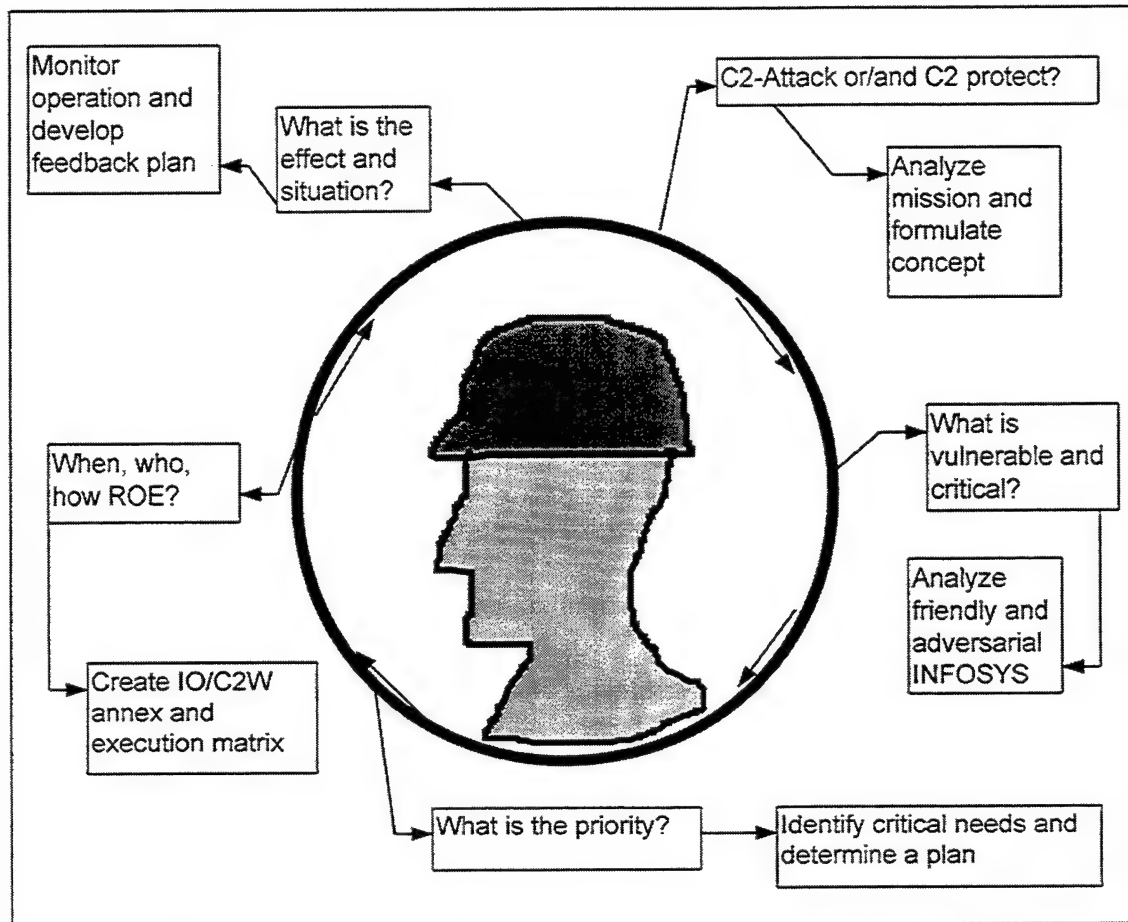 Monitor
operation and
develop
feedback plan
What is the
effect and
situation?
C2-Attack or/and C2 protect?
Analyze
mission and
formulate
concept
What is
vulnerable and
critical?
Analyze
friendly and
adversarial
INFOSYS
When, who,
how ROE?
Create IO/C2W
annex and
execution matrix
What is the priority?
Identify critical needs and
determine a plan